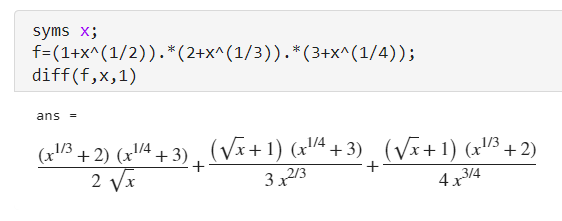 syms x;
f=(1+x^(1/2)).*(2+x^(1/3)).*(3+x^(1/4));
diff(f,x,1)
ans =
(x^{1/3} + 2) (x^{1/4} + 3) / 2 √x + (√x + 1) (x^{1/4} + 3) / 3 x^{2/3} + (√x + 1) (x^{1/3} + 2) / 4 x^{3/4}